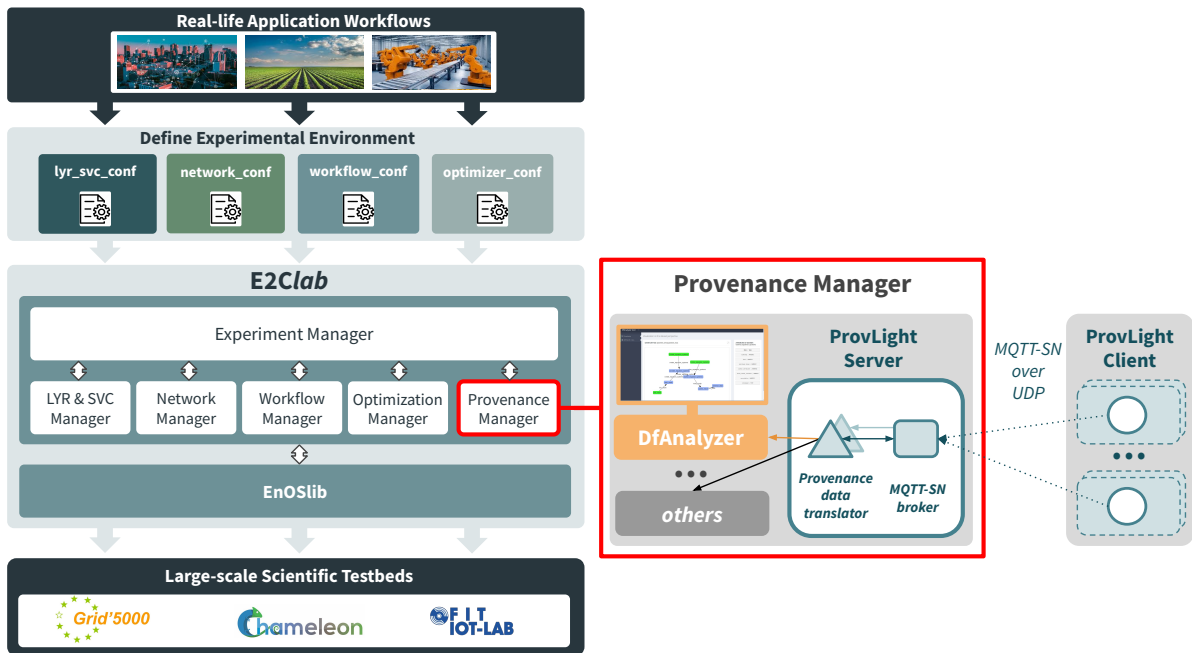 Real-life Application Workflows
Define Experimental Environment
lyr_svc_conf
network_conf
workflow_conf
optimizer_conf
E2Clab
Experiment Manager
LYR & SVC
Manager
Network
Manager
Workflow
Manager
Optimization
Manager
Provenance
Manager
EnOSlib
Large-scale Scientific Testbeds
Grid'5000
Chameleon
FIT
IOT-LAB
Provenance Manager
DfAnalyzer
•••
others
ProvLight
Server
Provenance
data
translator
MQTT-SN
broker
MQTT-SN
over
UDP
ProvLight
Client
•••